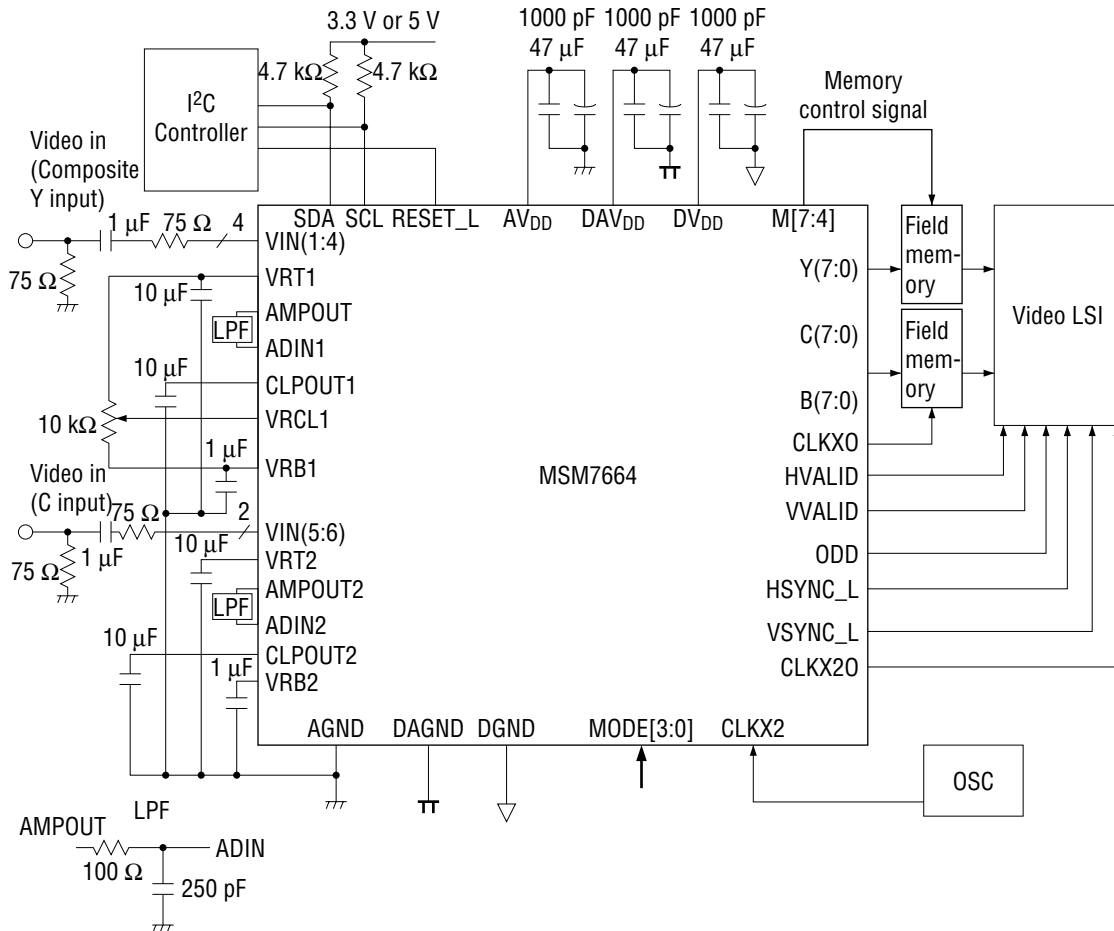 3.3 V or 5 V
1000 pF 1000 pF 1000 pF
47 μF 47 μF 47 μF
4.7 kΩ 4.7 kΩ
I²C
Controller
Memory
control signal
Video in
(Composite
Y input)
1 μF 75 Ω 4
75 Ω
SDA SCL RESET_L AVDD DAVDD DVDD M[7:4]
VIN(1:4)
VRT1
10 μF
AMPOUT
LPF
ADIN1
10 μF
CLPOUT1
10 kΩ
VRCL1
1 μF
VRB1
Video in
(C input)
75 Ω 2
1 μF
75 Ω
VIN(5:6)
10 μF
VRT2
AMPOUT2
LPF
ADIN2
10 μF
CLPOUT2
1 μF
VRB2
MSM7664
Y(7:0)
C(7:0)
B(7:0)
CLKXO
HVALID
VVALID
ODD
HSYNC_L
VSYNC_L
CLKX2O
Field
mem-
ory
Field
mem-
ory
Video LSI
AGND DAGND DGND MODE[3:0] CLKX2
OSC
LPF
AMPOUT
ADIN
100 Ω
250 pF